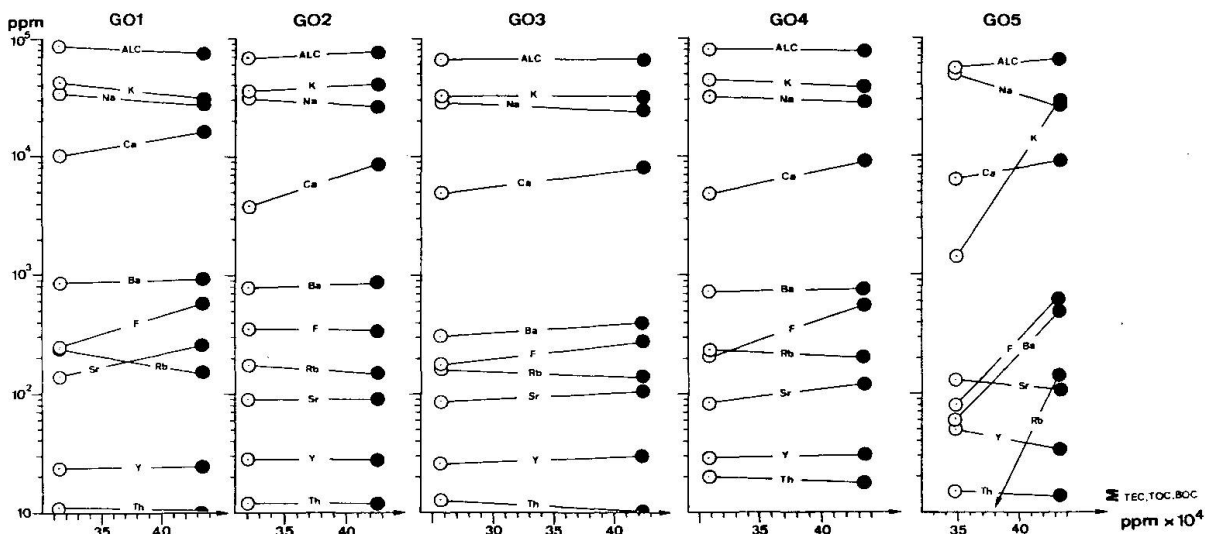 GO1 GO2 GO3 GO4 GO5
ppm
10⁵
10⁴
10³
10²
10
ALC
K
Na
Ca
Ba
F
Sr
Rb
Y
Th
35 40
ALC
K
Na
Ca
Ba
F
Rb
Sr
Y
Th
35 40
ALC
K
Na
Ca
Ba
F
Rb
Sr
Y
Th
30 35 40
ALC
K
Na
Ca
Ba
F
Rb
Sr
Y
Th
35 40
ALC
Na
K
Ca
F
Ba
Sr
Rb
Y
Th
35 40
M TEC,TOC,BOC
ppm x10⁴